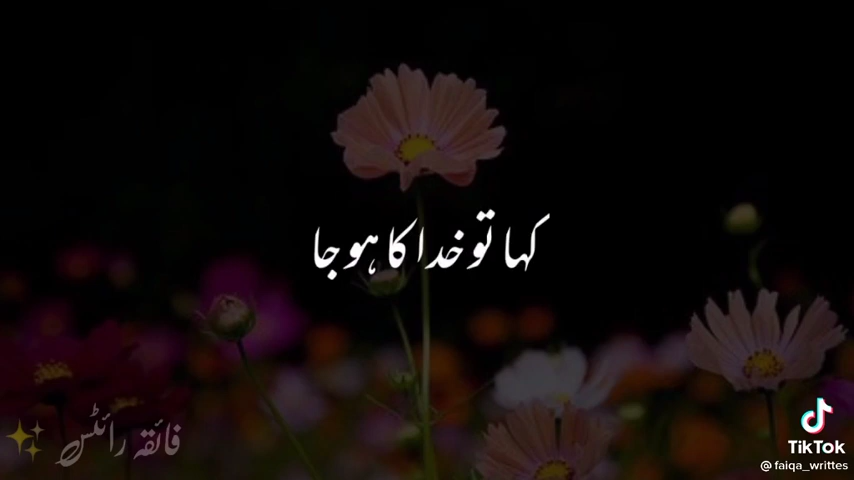 کہا تو خدا کا ہو جا
فائقہ رائٹس
TikTok
@faiqa_writtes